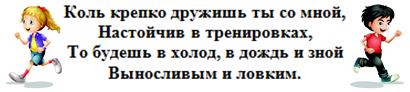 Коль крепко дружишь ты со мной,
Настойчив в тренировках,
То будешь в холод, в дождь и зной
Выносливым и ловким.